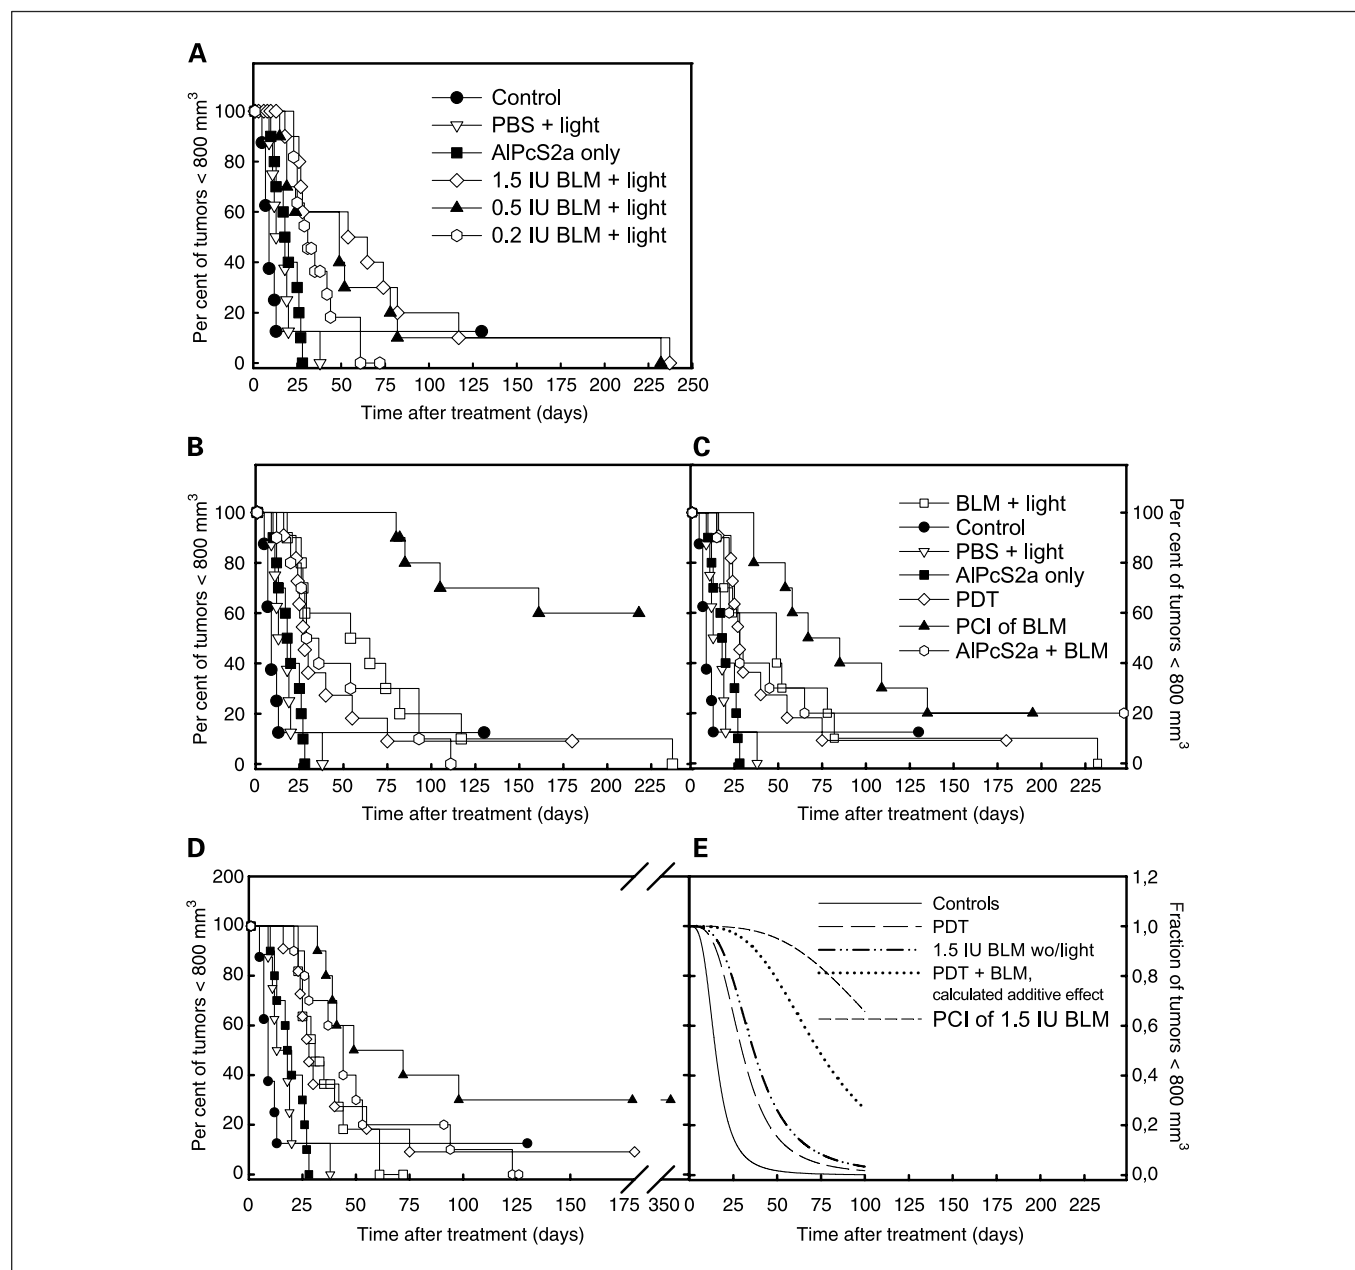 A
Per cent of tumors < 800 mm3
100
80
60
40
20
0
Control
PBS + light
AlPcS2a only
1.5 IU BLM + light
0.5 IU BLM + light
0.2 IU BLM + light
0 25 50 75 100 125 150 175 200 225 250
Time after treatment (days)
B
Per cent of tumors < 800 mm3
100
80
60
40
20
0
0 25 50 75 100 125 150 175 200 225
Time after treatment (days)
C
BLM + light
Control
PBS + light
AlPcS2a only
PDT
PCI of BLM
AlPcS2a + BLM
100
80
60
40
20
0
Per cent of tumors < 800 mm3
0 25 50 75 100 125 150 175 200 225
Time after treatment (days)
D
Per cent of tumors < 800 mm3
200
100
80
60
40
20
0
0 25 50 75 100 125 175 350
Time after treatment (days)
E
Controls
PDT
1.5 IU BLM wo/light
PDT + BLM,
calculated additive effect
PCI of 1.5 IU BLM
1,2
1,0
0,8
0,6
0,4
0,2
0,0
Fraction of tumors < 800 mm3
0 25 50 75 100 125 150 175 200 225
Time after treatment (days)